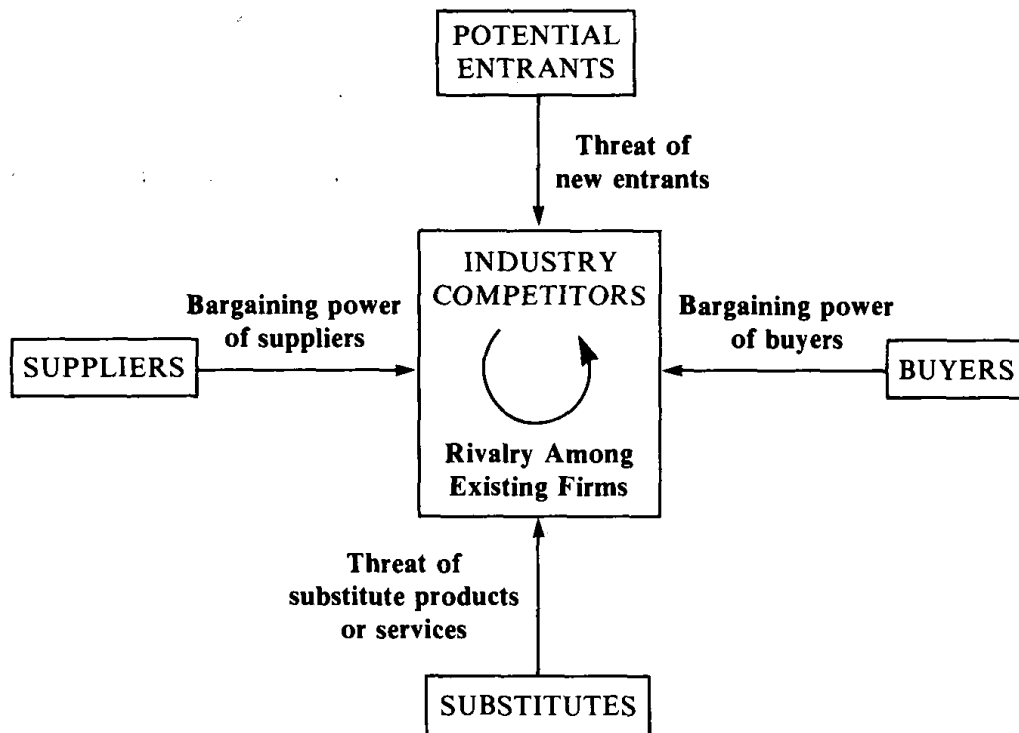 POTENTIAL
ENTRANTS
Threat of
new entrants
INDUSTRY
COMPETITORS
Bargaining power
of suppliers
Bargaining power
of buyers
SUPPLIERS
BUYERS
Rivalry Among
Existing Firms
Threat of
substitute products
or services
SUBSTITUTES